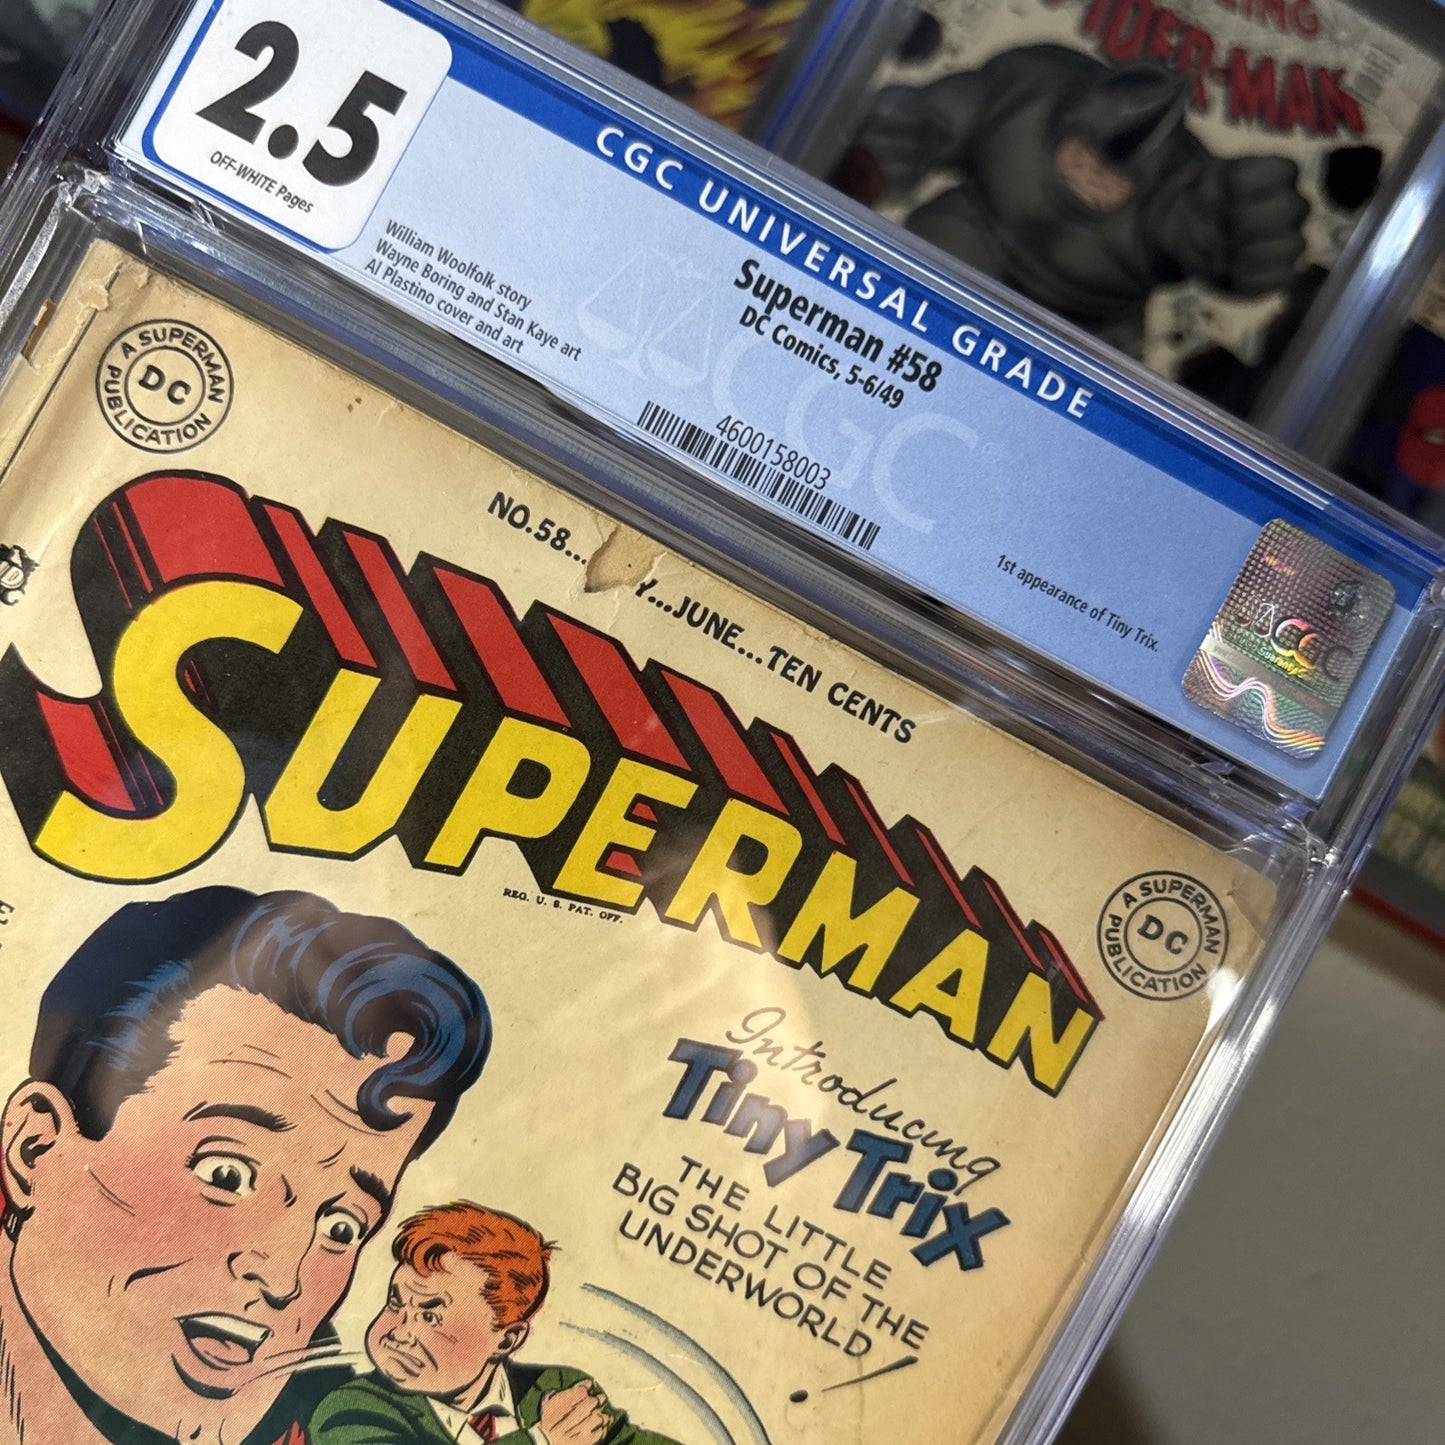 ZING
SPIDER-MAN
2.5
OFF-WHITE Pages
CGC UNIVERSAL GRADE
William Woolfolk story
Wayne Boring and Stan Kaye art
Al Plastino cover and art
Superman #58
DC Comics, 5-6/49
4600158003
1st appearance of Tiny Trix.
CGC
CGC
A SUPERMAN
DC
PUBLICATION
NO.58... Y...JUNE...TEN CENTS
SUPERMAN
REG. U. S. PAT. OFF.
A SUPERMAN
DC
PUBLICATION
Introducing
Tiny Trix
THE LITTLE
BIG SHOT OF THE
UNDERWORLD!